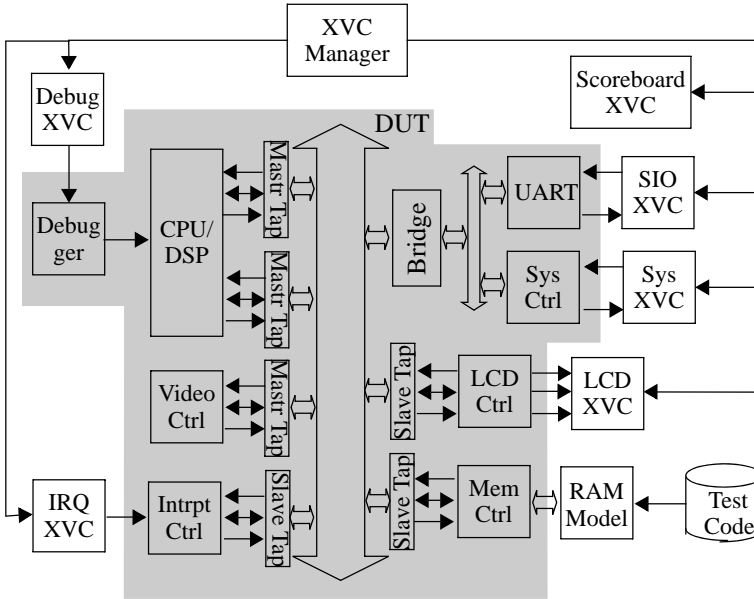 XVC
Manager
Scoreboard
XVC
Debug
XVC
DUT
Mastr Tap
CPU/
DSP
Debug
ger
Bridge
UART
SIO
XVC
Mastr Tap
Sys
Ctrl
Sys
XVC
Video
Ctrl
Mastr Tap
Slave Tap
LCD
Ctrl
LCD
XVC
IRQ
XVC
Intrpt
Ctrl
Slave Tap
Slave Tap
Mem
Ctrl
RAM
Model
Test
Code